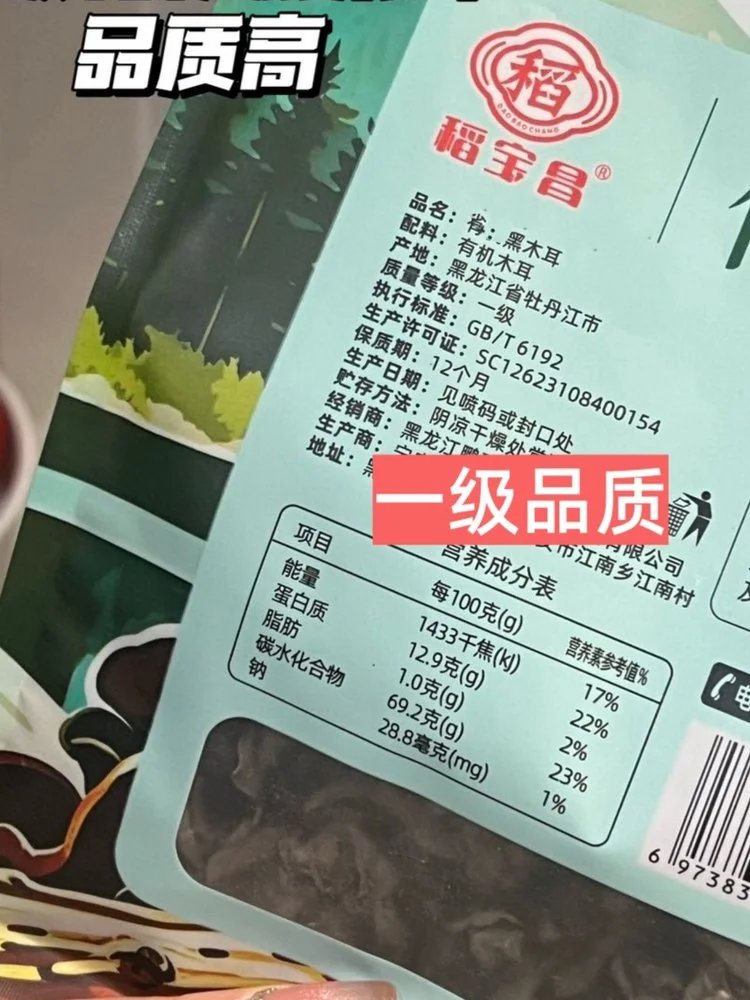 品质高
稻
DAO BAO CHANG
稻宝昌®
品名：
黑木耳
配料：有机木耳
产地：黑龙江省牡丹江市
质量等级：一级
执行标准：GB/T 6192
生产许可证：SC12623108400154
保质期：12个月
生产日期：见喷码或封口处
贮存方法：阴凉干燥处
经销商：黑龙江
生产商：
地址：
一级品质
有限公司
市江南乡江南村
营养成分表
项目 每100克(g) 营养素参考值%
能量 1433千焦(kJ) 17%
蛋白质 12.9克(g) 22%
脂肪 1.0克(g) 2%
碳水化合物 69.2克(g) 23%
钠 28.8毫克(mg) 1%
6 97383